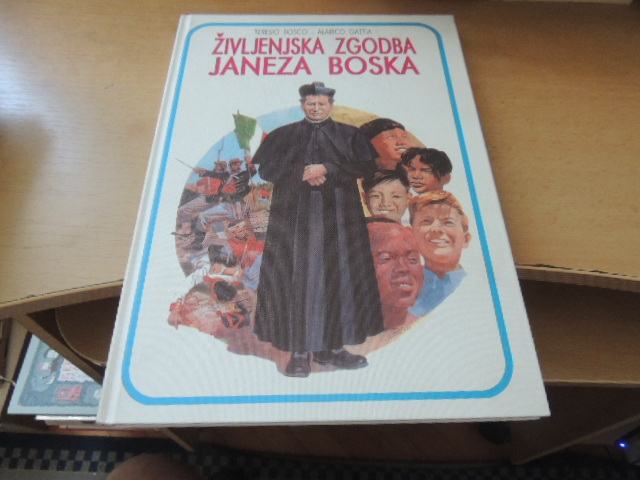 TERESIO BOSCO - ALARICO GATTIA
ŽIVLJENJSKA ZGODBA
JANEZA BOSKA